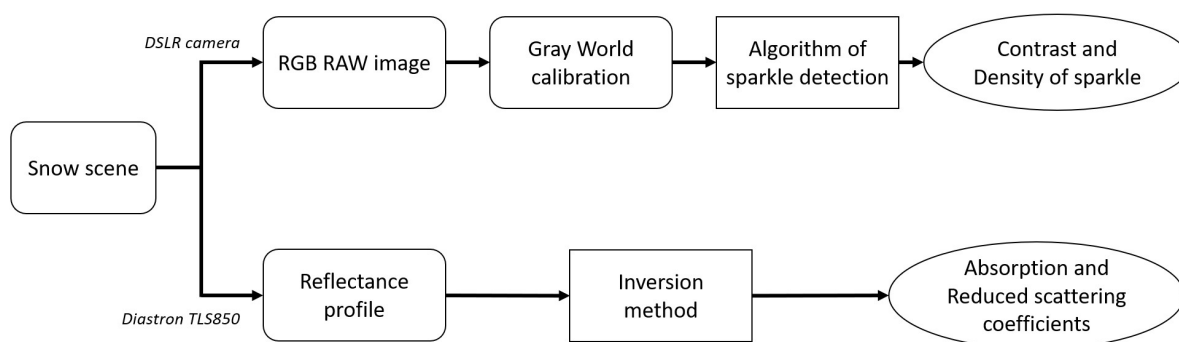 DSLR camera
RGB RAW image
Gray World
calibration
Algorithm of
sparkle detection
Contrast and
Density of sparkle
Snow scene
Diastron TLS850
Reflectance
profile
Inversion
method
Absorption and
Reduced scattering
coefficients